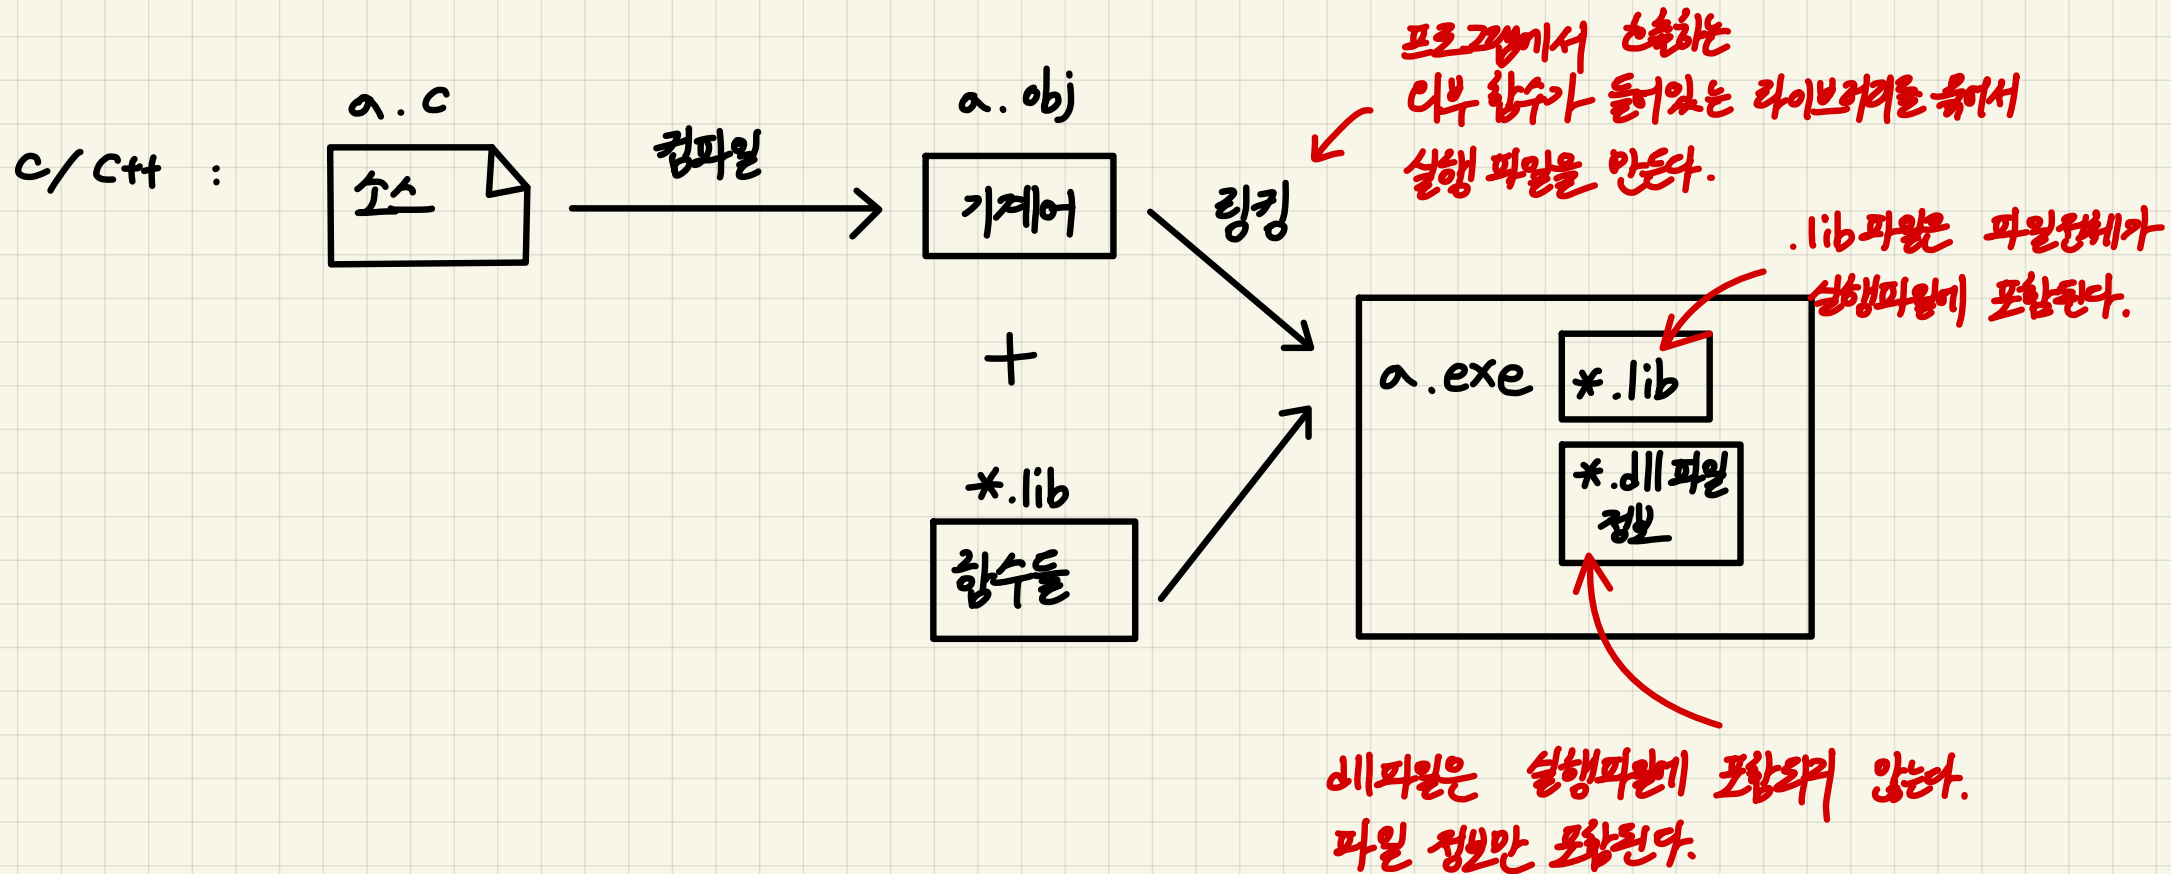 프로그램에서 호출하는
외부 함수가 들어있는 라이브러리를 묶어서
실행 파일을 만든다.
a.c
a.obj
C/C++ :
소스
컴파일
기계어
링킹
.lib파일은 파일전체가
실행파일에 포함된다.
+
a.exe
*.lib
*.lib
함수들
*.dll파일
정보
dll파일은 실행파일에 포함되지 않는다.
파일 정보만 포함된다.